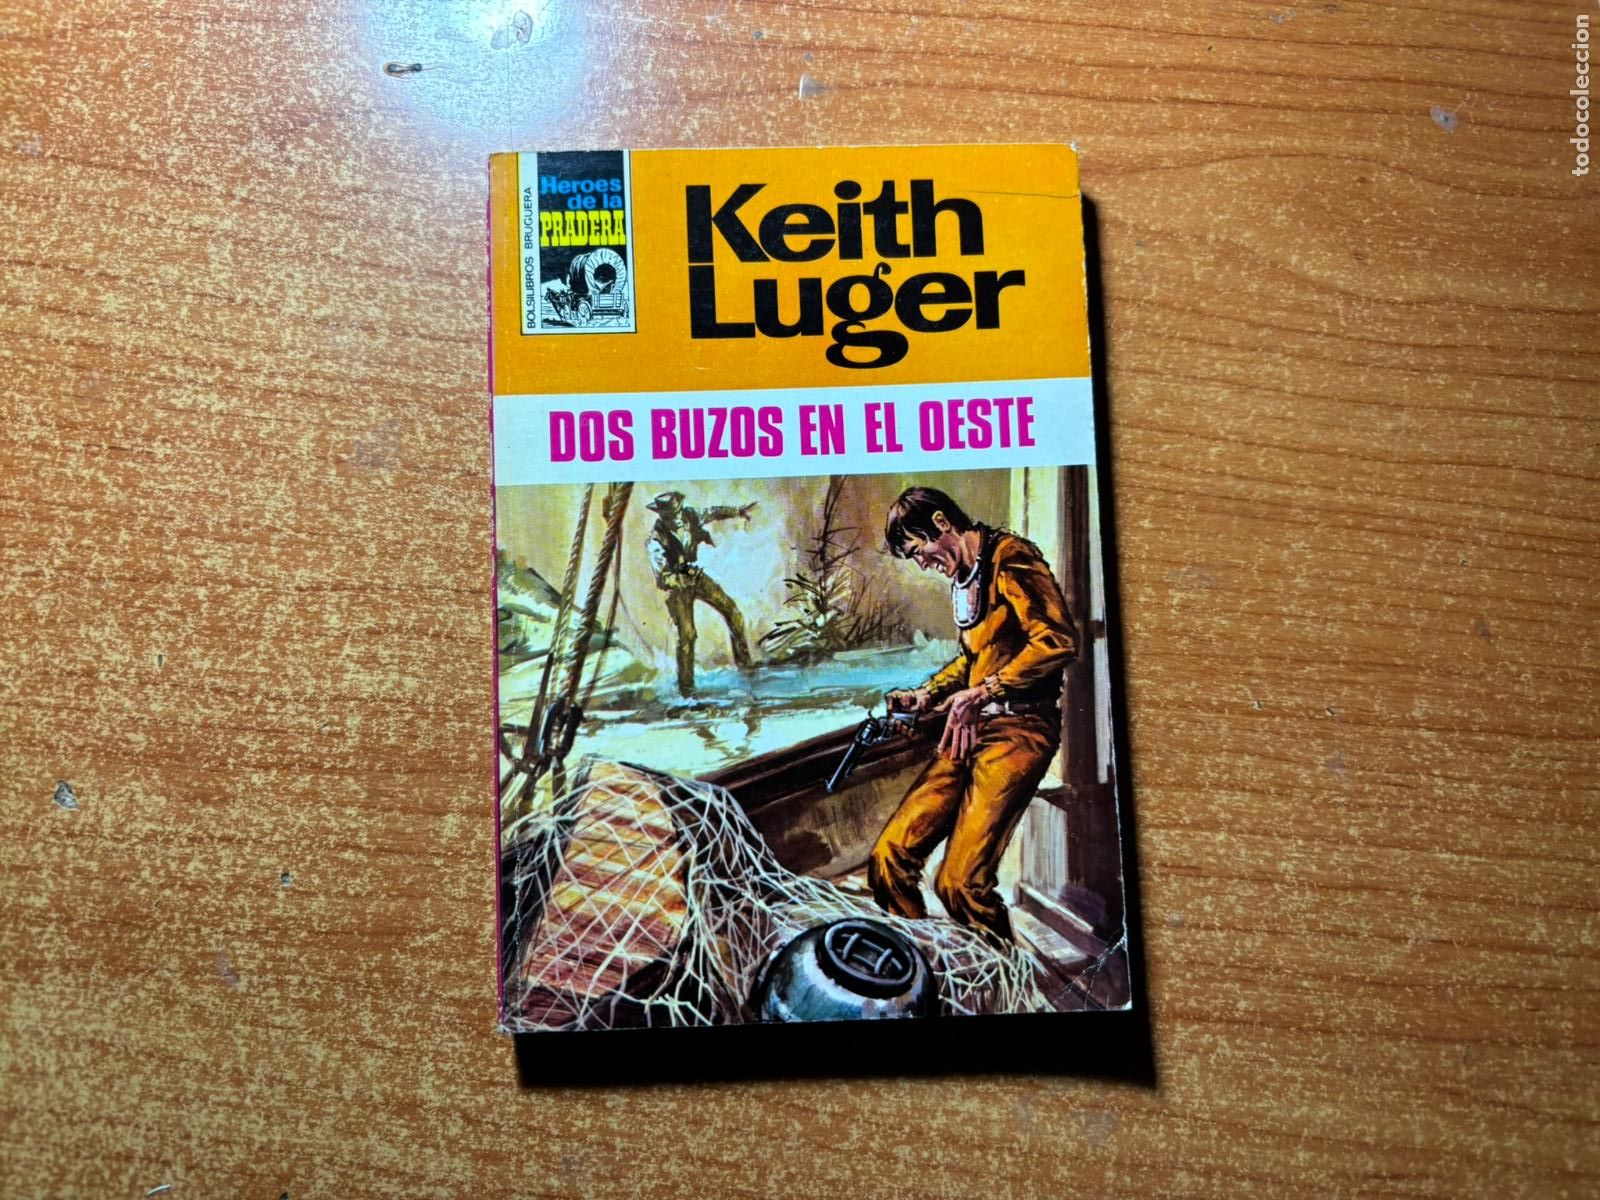 BOLSILIBROS BRUGUERA
Heroes
de la
PRADERA
Keith
Luger
DOS BUZOS EN EL OESTE
todocoleccion